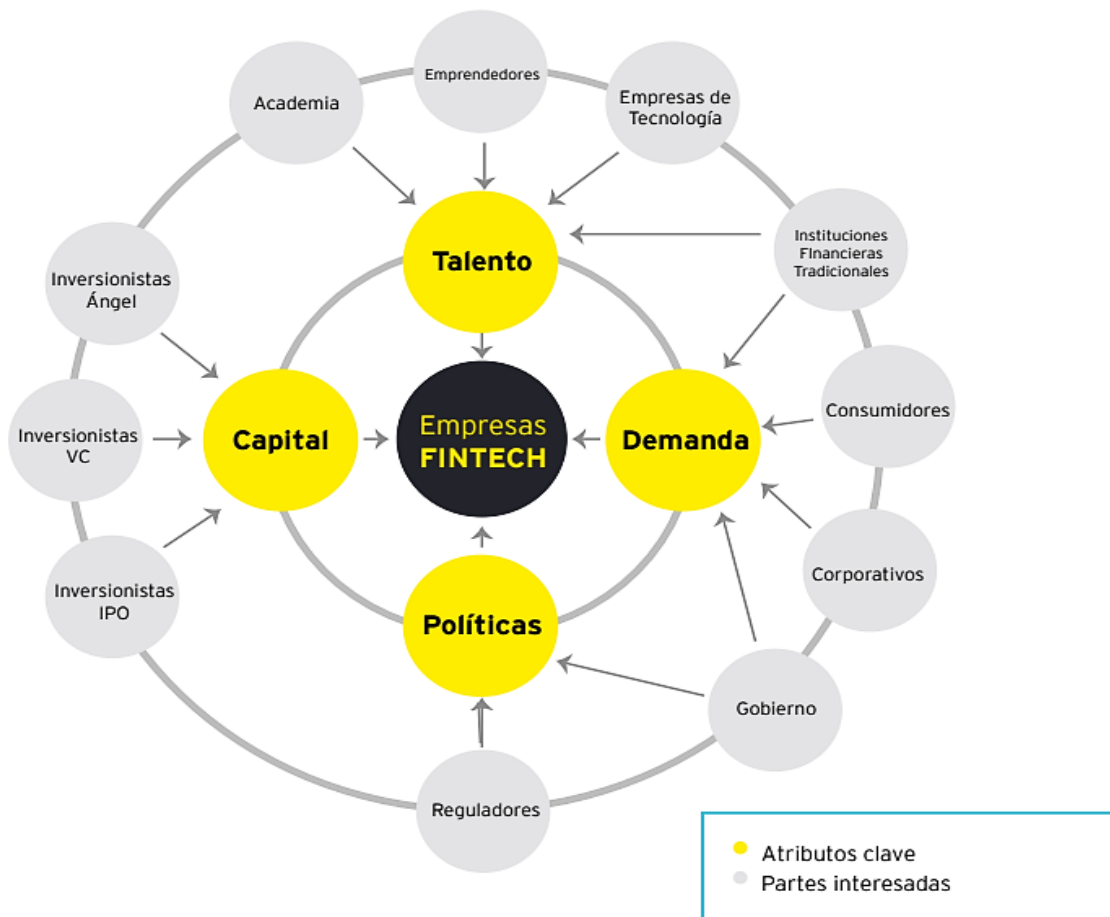 Emprendedores
Academia
Empresas de
Tecnología
Instituciones
FInancieras
Tradicionales
Inversionistas
Ángel
Talento
Consumidores
Inversionistas
VC
Capital
Empresas
FINTECH
Demanda
Corporativos
Inversionistas
IPO
Políticas
Gobierno
Reguladores
Atributos clave
Partes interesadas